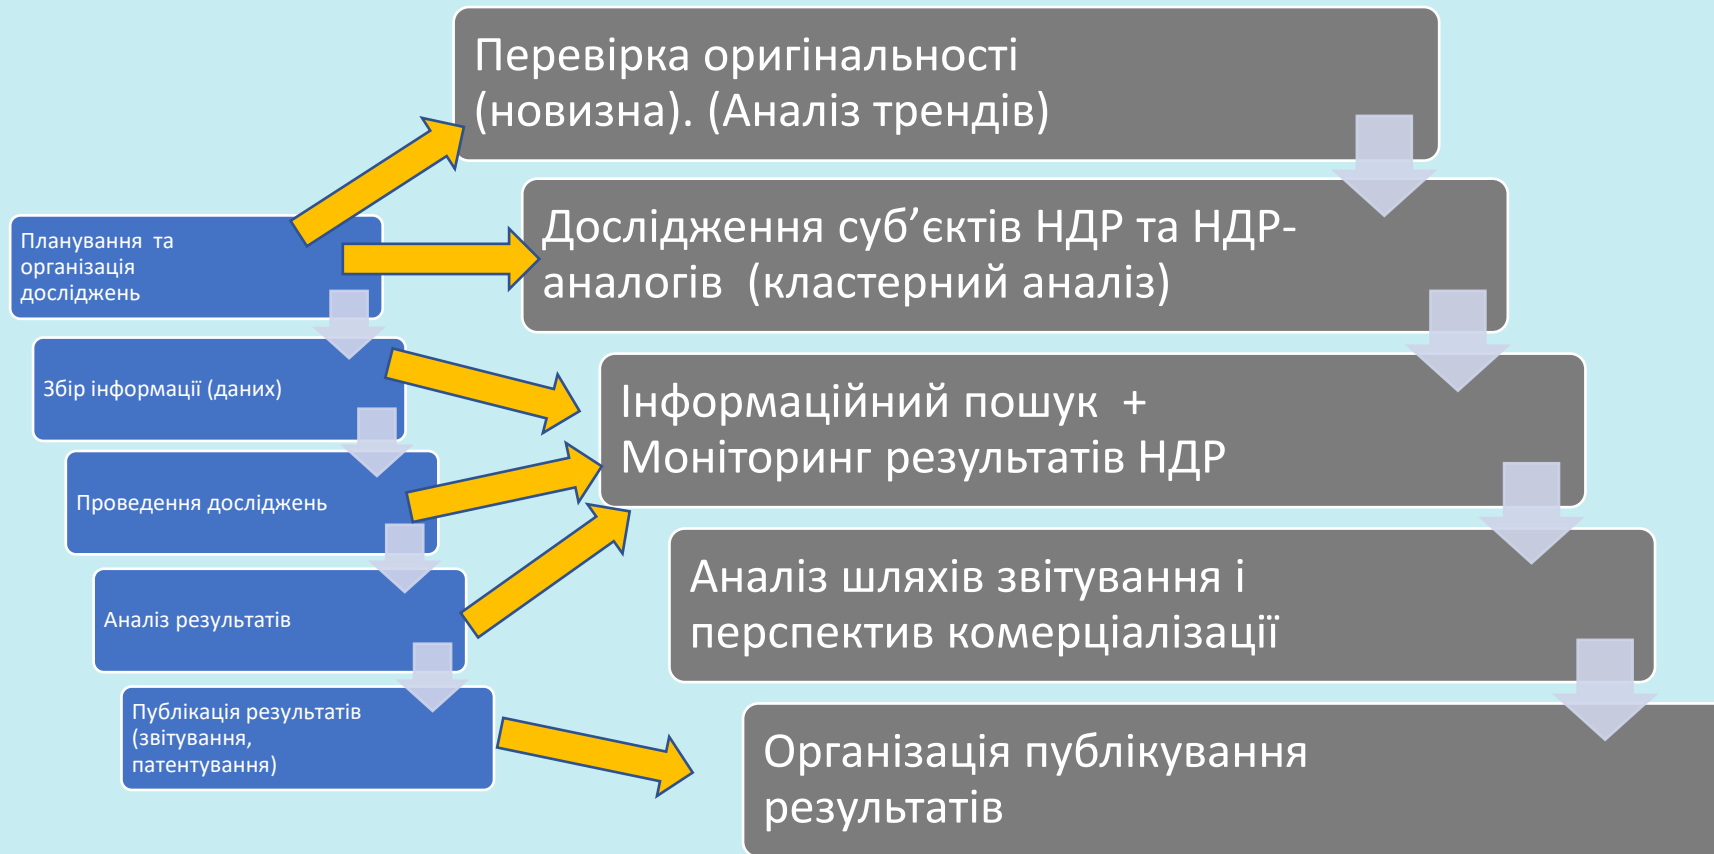 Перевірка оригінальності
(новизна). (Аналіз трендів)
Дослідження суб’єктів НДР та НДР-
аналогів (кластерний аналіз)
Інформаційний пошук +
Моніторинг результатів НДР
Аналіз шляхів звітування і
перспектив комерціалізації
Організація публікування
результатів
Планування та
організація
досліджень
Збір інформації (даних)
Проведення досліджень
Аналіз результатів
Публікація результатів
(звітування,
патентування)